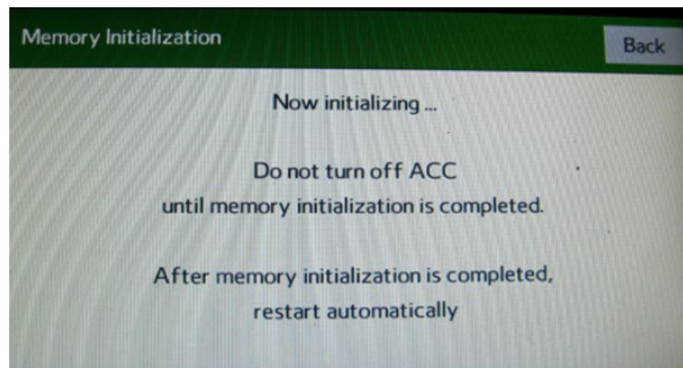 Memory Initialization
Back
Now initializing ...
Do not turn off ACC
until memory initialization is completed.
After memory initialization is completed,
restart automatically